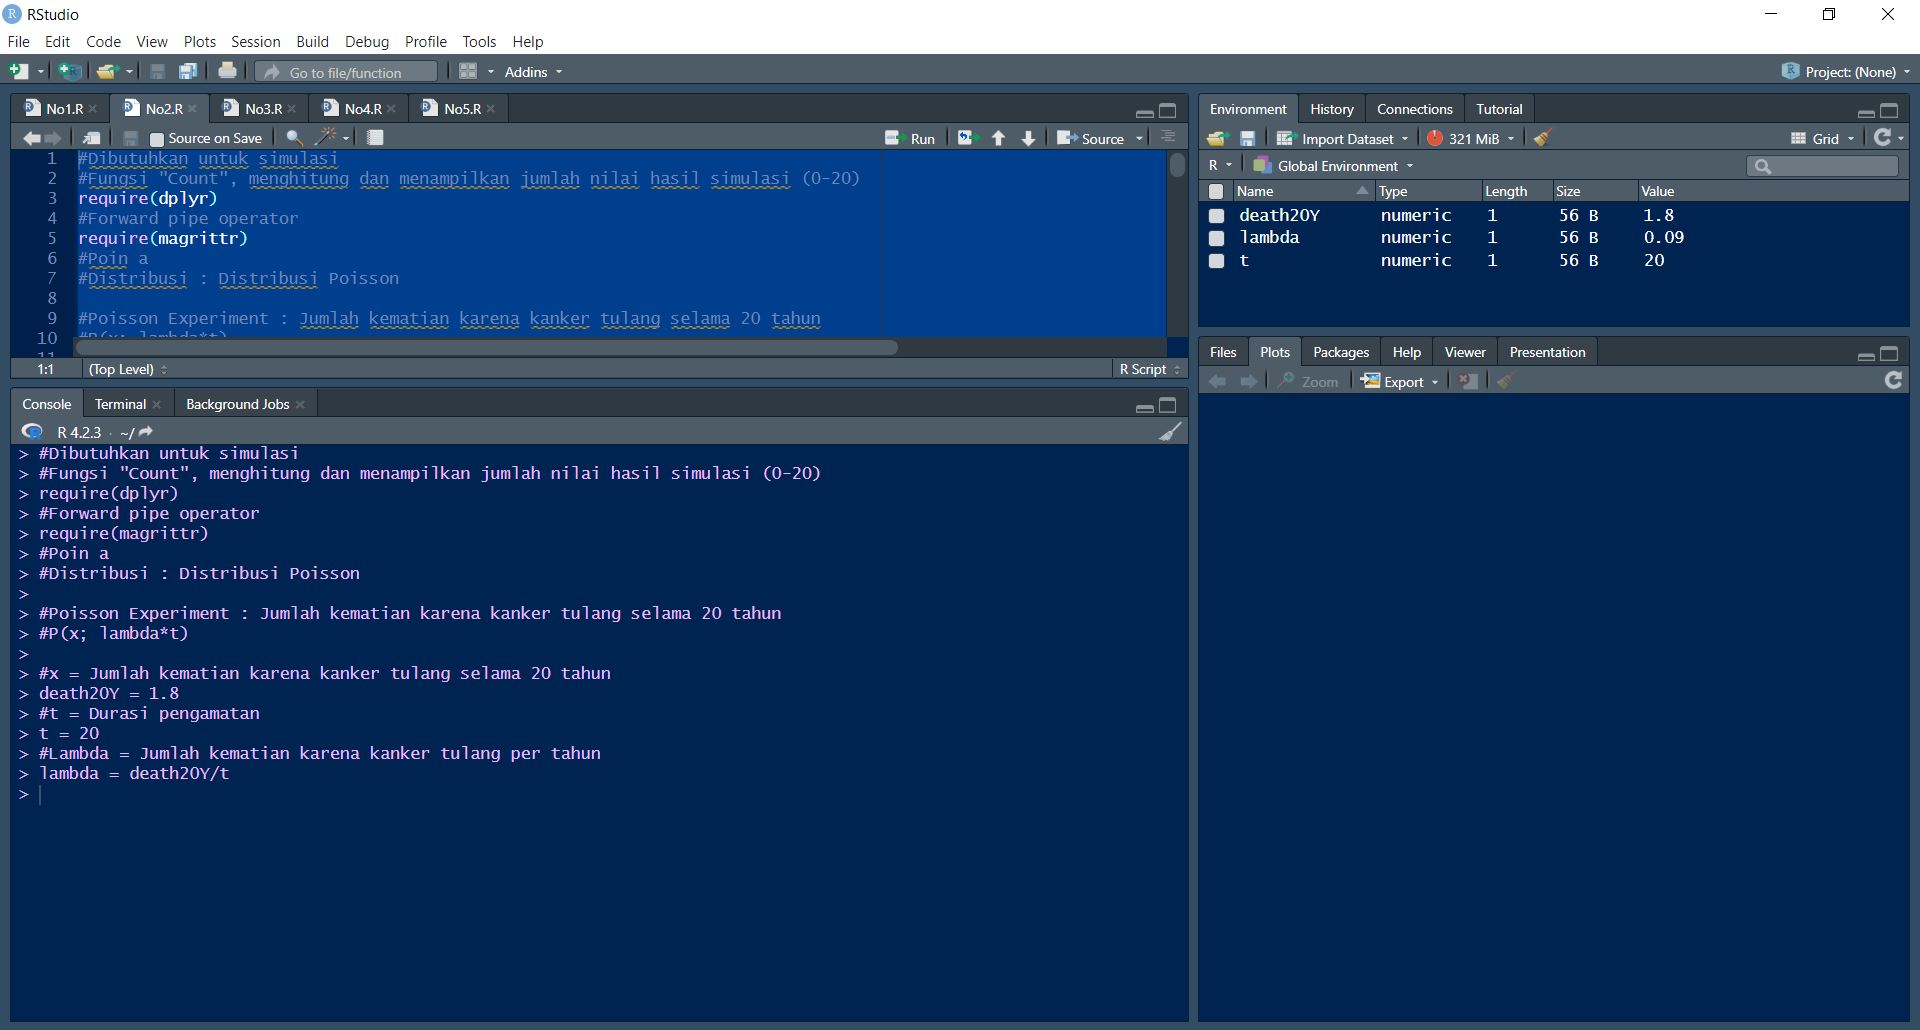 RStudio
File Edit Code View Plots Session Build Debug Profile Tools Help
Go to file/function Addins Project: (None)
No1.R No2.R No3.R No4.R No5.R
Source on Save Run Source
1 #Dibutuhkan untuk simulasi
2 #Fungsi "Count", menghitung dan menampilkan jumlah nilai hasil simulasi (0-20)
3 require(dplyr)
4 #Forward pipe operator
5 require(magrittr)
6 #Poin a
7 #Distribusi : Distribusi Poisson
8
9 #Poisson Experiment : Jumlah kematian karena kanker tulang selama 20 tahun
10 #P(x; lambda*t)
11
1:1 (Top Level) R Script
Console Terminal Background Jobs
R 4.2.3 · ~/
> #Dibutuhkan untuk simulasi
> #Fungsi "Count", menghitung dan menampilkan jumlah nilai hasil simulasi (0-20)
> require(dplyr)
> #Forward pipe operator
> require(magrittr)
> #Poin a
> #Distribusi : Distribusi Poisson
>
> #Poisson Experiment : Jumlah kematian karena kanker tulang selama 20 tahun
> #P(x; lambda*t)
>
> #x = Jumlah kematian karena kanker tulang selama 20 tahun
> death20Y = 1.8
> #t = Durasi pengamatan
> t = 20
> #Lambda = Jumlah kematian karena kanker tulang per tahun
> lambda = death20Y/t
>
Environment History Connections Tutorial
Import Dataset 321 MiB Grid
R Global Environment
Name Type Length Size Value
death20Y numeric 1 56 B 1.8
lambda numeric 1 56 B 0.09
t numeric 1 56 B 20
Files Plots Packages Help Viewer Presentation
Zoom Export